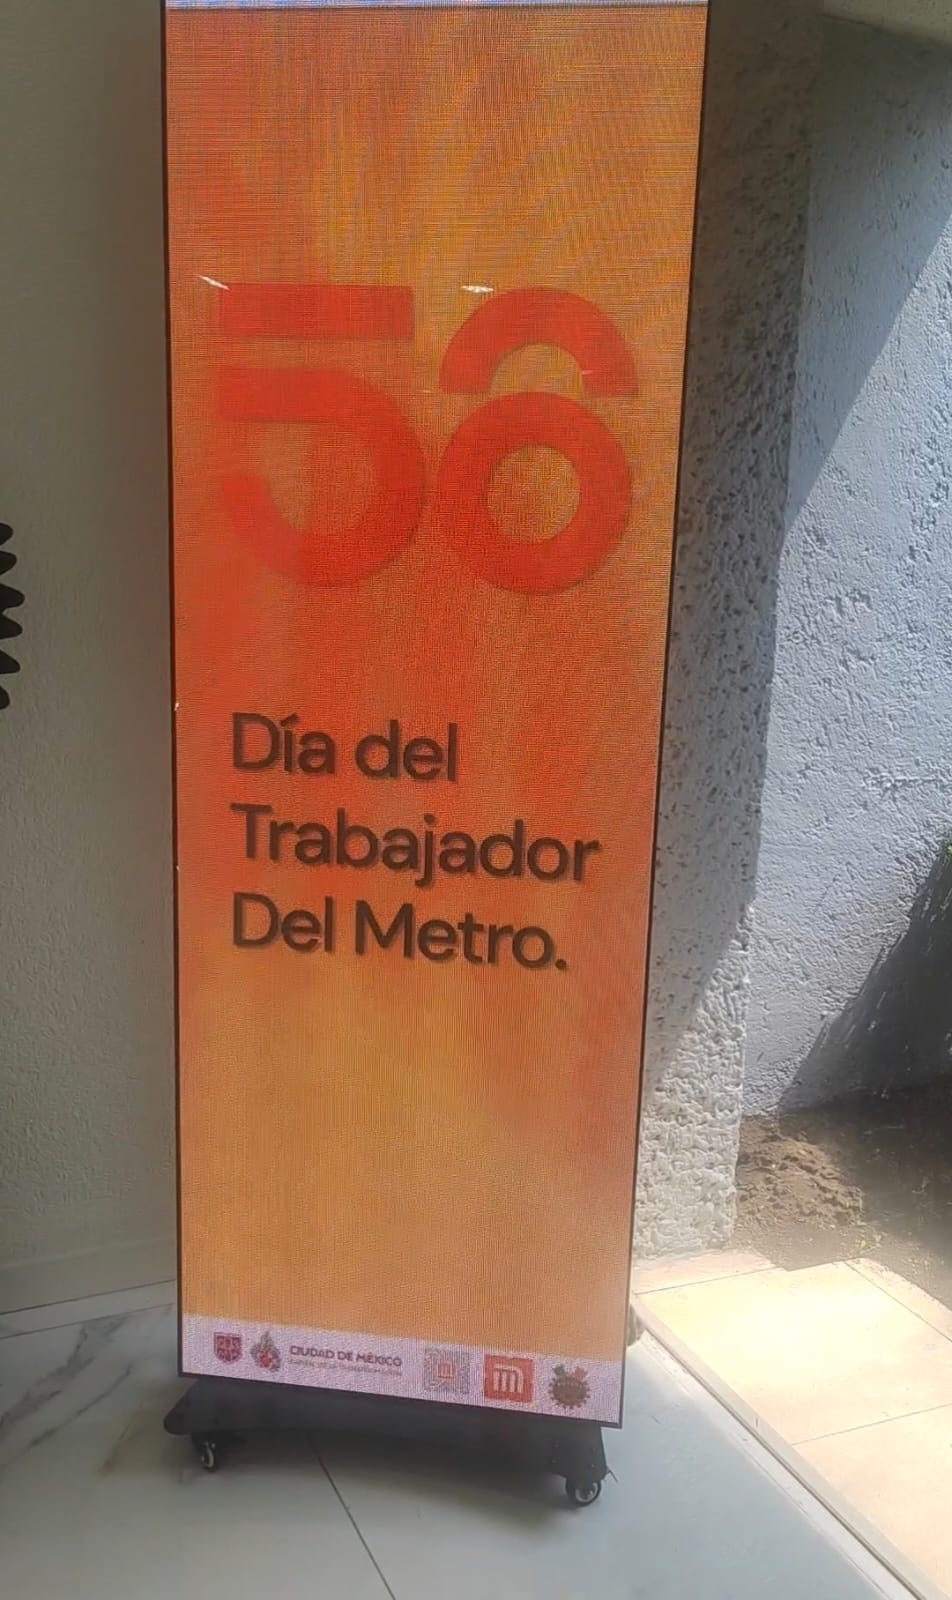 56
Día del
Trabajador
Del Metro.
CIUDAD DE MÉXICO